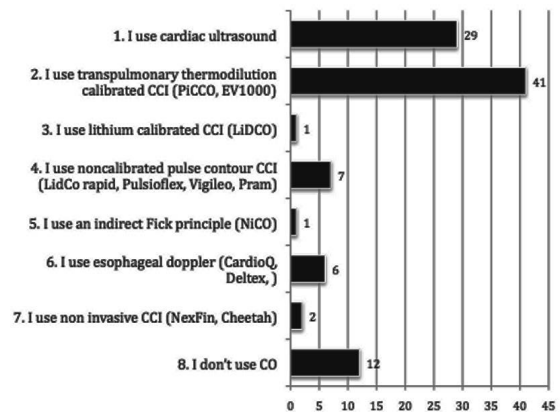 1. I use cardiac ultrasound
29
2. I use transpulmonary thermodilution
calibrated CCI (PiCCO, EV1000)
41
3. I use lithium calibrated CCI (LiDCO)
1
4. I use noncalibrated pulse contour CCI
(LidCo rapid, Pulsioflex, Vigileo, Pram)
7
5. I use an indirect Fick principle (NiCO)
1
6. I use esophageal doppler (CardioQ,
Deltex, )
6
7. I use non invasive CCI (NexFin, Cheetah)
2
8. I don't use CO
12
0 5 10 15 20 25 30 35 40 45